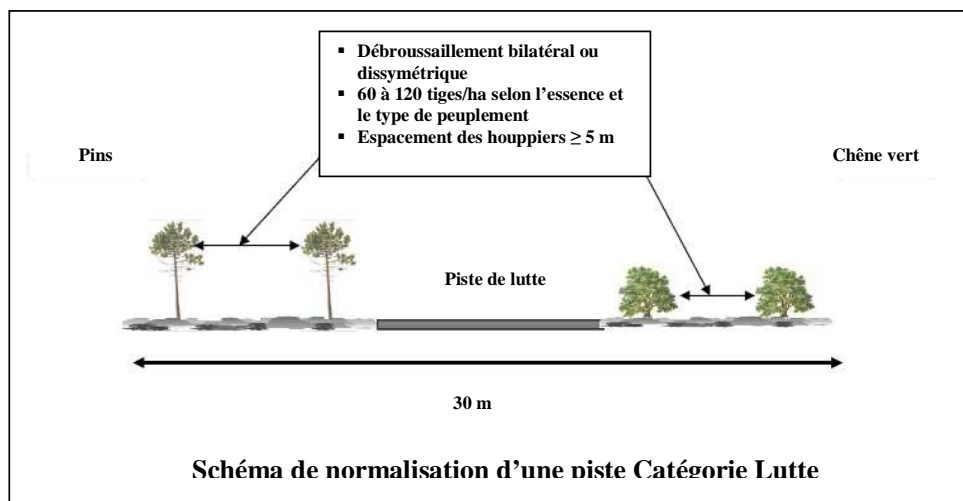 ▪ Débroussaillement bilatéral ou
dissymétrique
▪ 60 à 120 tiges/ha selon l’essence et
le type de peuplement
▪ Espacement des houppiers ≥ 5 m
Pins
Chêne vert
Piste de lutte
30 m
Schéma de normalisation d’une piste Catégorie Lutte